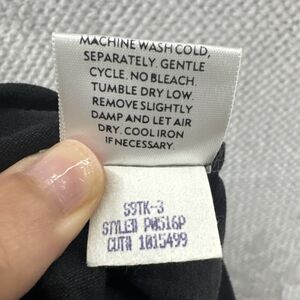 MACHINE WASH COLD,
SEPARATELY. GENTLE
CYCLE. NO BLEACH.
TUMBLE DRY LOW.
REMOVE SLIGHTLY
DAMP AND LET AIR
DRY. COOL IRON
IF NECESSARY.
S9TK-3
STYLE# P0516P
CUT# 1015499